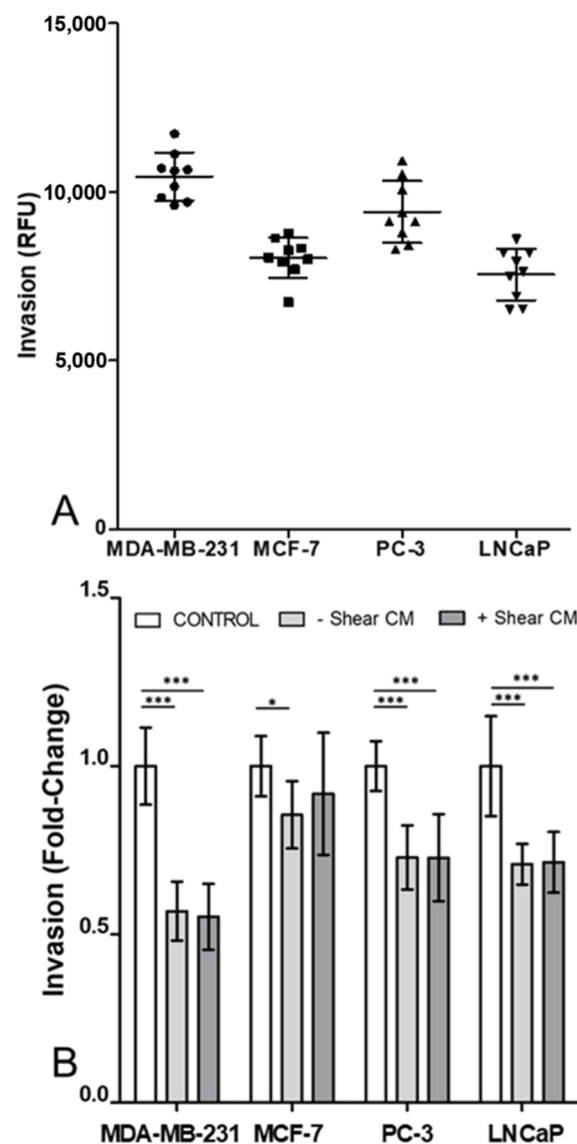 15,000
10,000
5,000
0
Invasion (RFU)
A
MDA-MB-231 MCF-7 PC-3 LNCaP
1.5
1.0
0.5
0.0
Invasion (Fold-Change)
CONTROL - Shear CM + Shear CM
*** *** ***
*** * *** ***
B
MDA-MB-231 MCF-7 PC-3 LNCaP